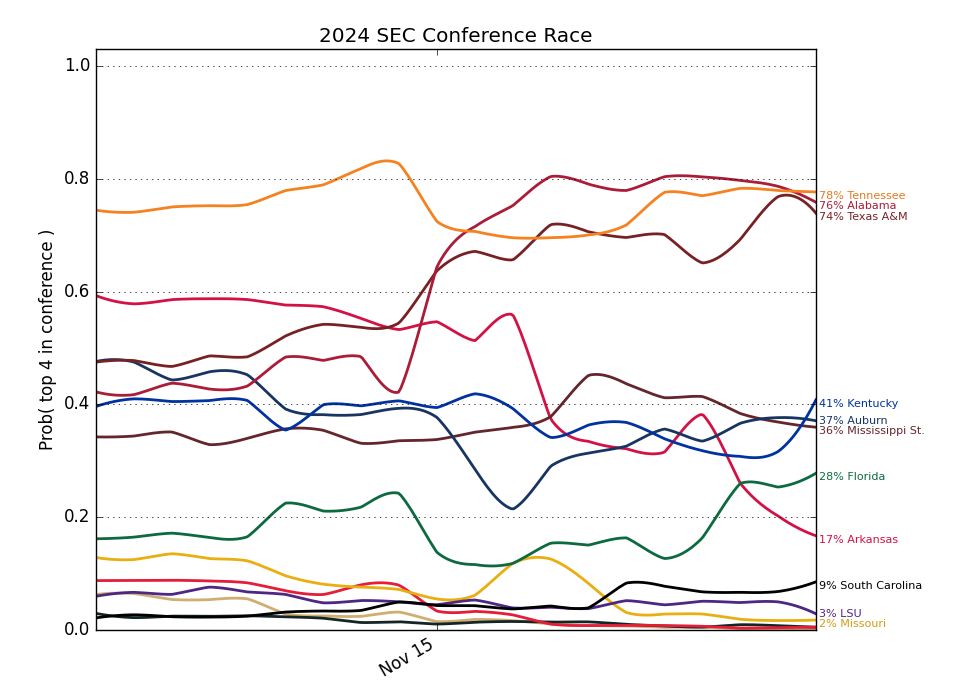 2024 SEC Conference Race
Prob( top 4 in conference )
1.0
0.8
0.6
0.4
0.2
0.0
Nov 15
78% Tennessee
76% Alabama
74% Texas A&M
41% Kentucky
37% Auburn
36% Mississippi St.
28% Florida
17% Arkansas
9% South Carolina
3% LSU
2% Missouri